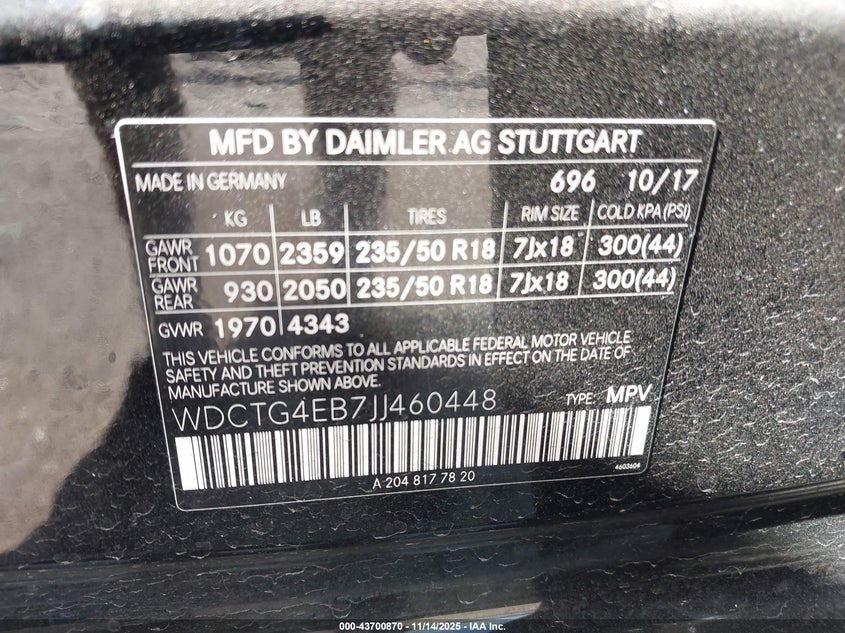 MFD BY DAIMLER AG STUTTGART
MADE IN GERMANY 696 10/17
KG LB TIRES RIM SIZE COLD KPA (PSI)
GAWR FRONT 1070 2359 235/50 R18 7Jx18 300(44)
GAWR REAR 930 2050 235/50 R18 7Jx18 300(44)
GVWR 1970 4343
THIS VEHICLE CONFORMS TO ALL APPLICABLE FEDERAL MOTOR VEHICLE
SAFETY AND THEFT PREVENTION STANDARDS IN EFFECT ON THE DATE OF
MANUFACTURE SHOWN ABOVE.
WDCTG4EB7JJ460448 TYPE: MPV
4603604
A 204 817 78 20
000-43700870 | 11/14/2025 | IAA Inc.